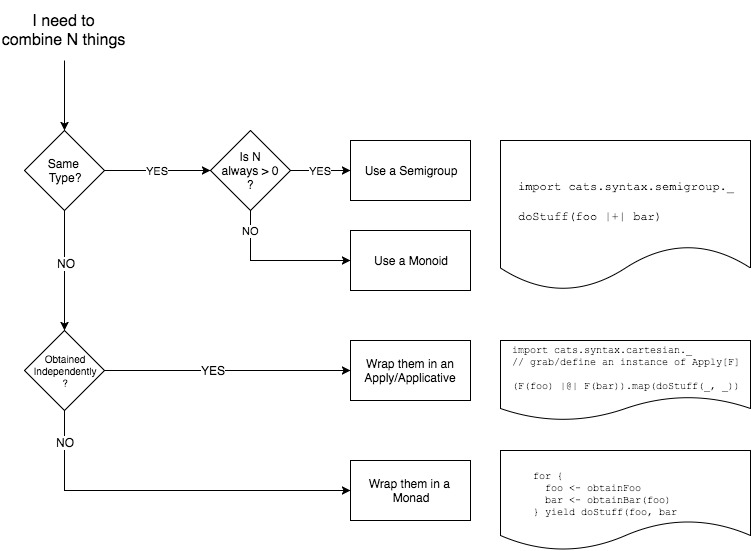 I need to
combine N things
Same
Type?
YES
Is N
always > 0
?
YES
Use a Semigroup
import cats.syntax.semigroup._
doStuff(foo |+| bar)
NO
Use a Monoid
NO
Obtained
Independently
?
YES
Wrap them in an
Apply/Applicative
import cats.syntax.cartesian._
// grab/define an instance of Apply[F]
(F(foo) |@| F(bar)).map(doStuff(_, _))
NO
Wrap them in a
Monad
for {
foo <- obtainFoo
bar <- obtainBar(foo)
} yield doStuff(foo, bar